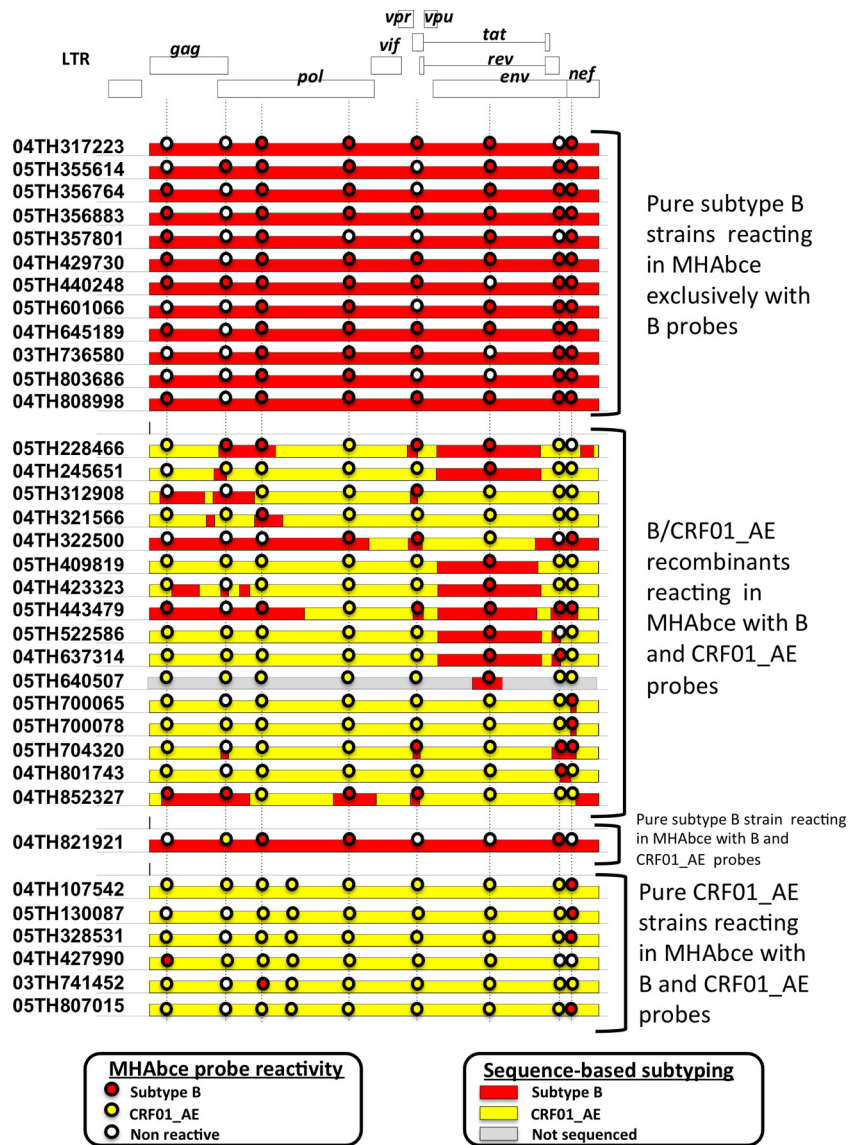 vpr vpu
tat
gag
vif
LTR
rev
pol
env
nef
04TH317223
05TH355614
05TH356764
05TH356883
05TH357801
04TH429730
05TH440248
05TH601066
04TH645189
03TH736580
05TH803686
04TH808998
Pure subtype B
strains reacting
in MHAbce
exclusively with
B probes
05TH228466
04TH245651
05TH312908
04TH321566
04TH322500
05TH409819
04TH423323
05TH443479
05TH522586
04TH637314
05TH640507
05TH700065
05TH700078
05TH704320
04TH801743
04TH852327
B/CRF01_AE
recombinants
reacting in
MHAbce with B
and CRF01_AE
probes
04TH821921
Pure subtype B strain reacting
in MHAbce with B and
CRF01_AE probes
04TH107542
05TH130087
05TH328531
04TH427990
03TH741452
05TH807015
Pure CRF01_AE
strains reacting
in MHAbce with
B and CRF01_AE
probes
MHAbce probe reactivity
Subtype B
CRF01_AE
Non reactive
Sequence-based subtyping
Subtype B
CRF01_AE
Not sequenced